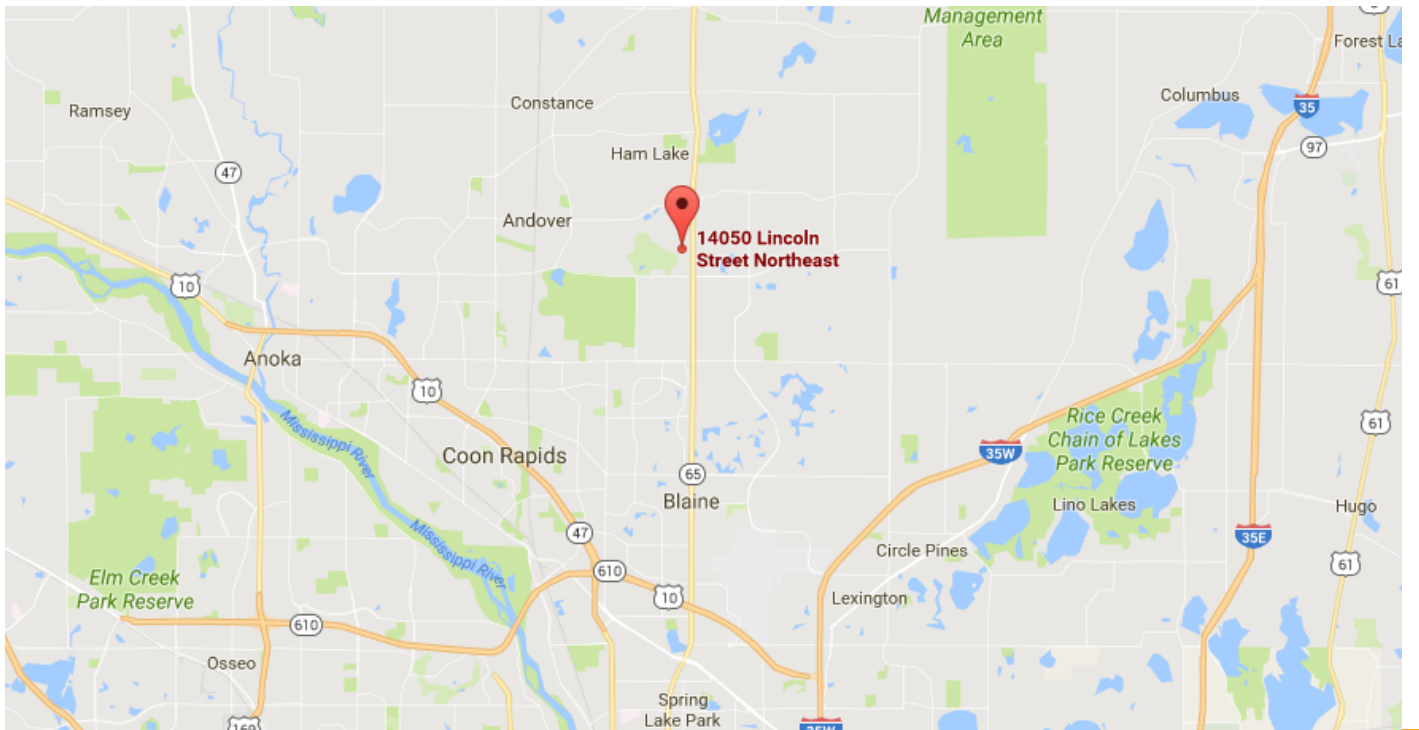 Management
Area
Forest La
Columbus
35
Ramsey
Constance
97
Ham Lake
47
Andover
14050 Lincoln
Street Northeast
10
61
Anoka
10
Mississippi River
Rice Creek
Chain of Lakes
Park Reserve
61
Coon Rapids
35W
65
Blaine
Lino Lakes
Hugo
47
Mississippi River
35E
Circle Pines
61
Elm Creek
Park Reserve
610
10
Lexington
610
Osseo
Spring
Lake Park
169
35W